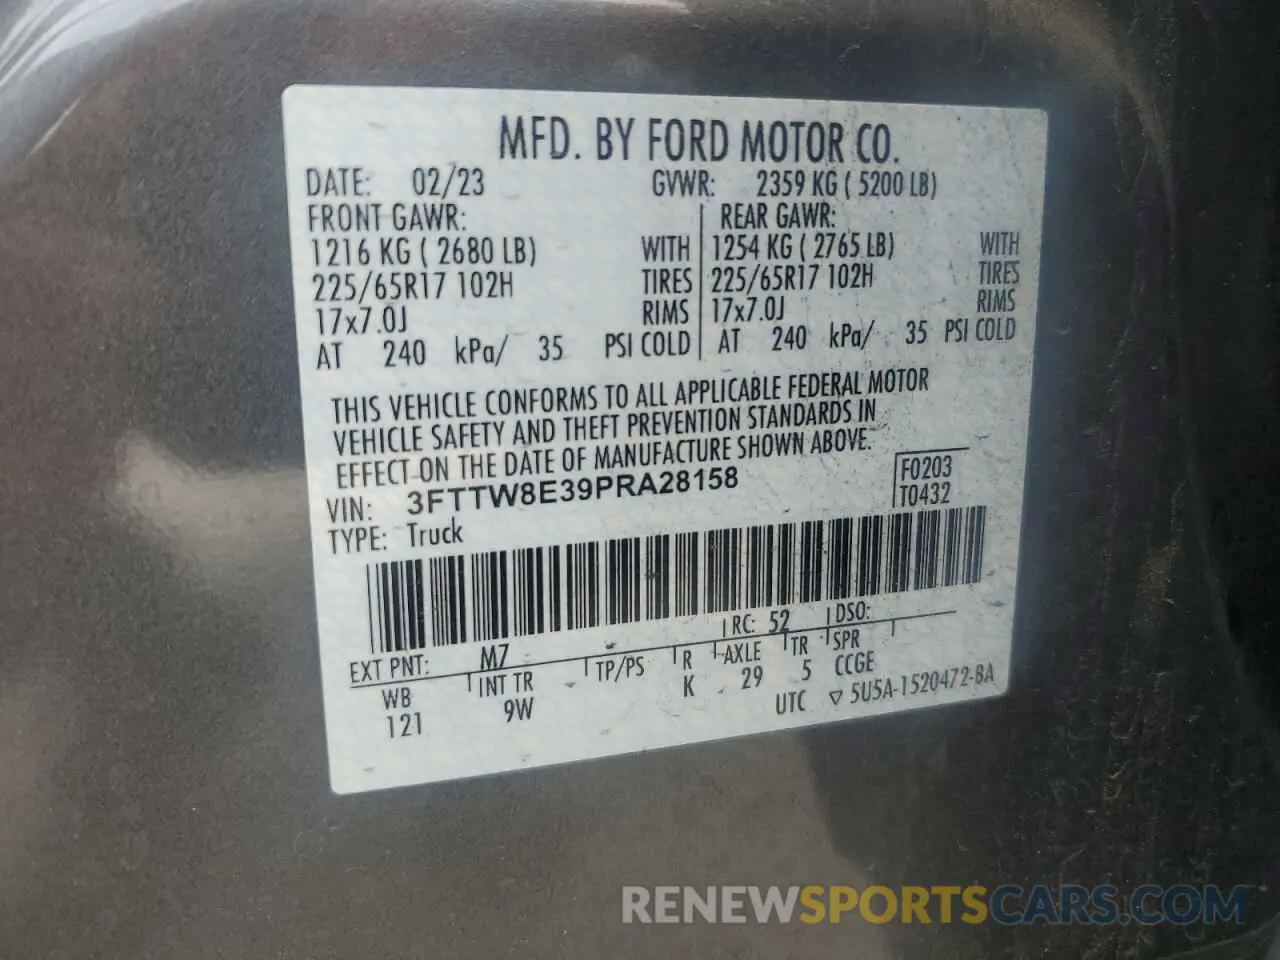 MFD. BY FORD MOTOR CO.
DATE: 02/23 GVWR: 2359 KG ( 5200 LB)
FRONT GAWR: REAR GAWR:
1216 KG ( 2680 LB) WITH 1254 KG ( 2765 LB) WITH
225/65R17 102H TIRES 225/65R17 102H TIRES
17x7.0J RIMS 17x7.0J RIMS
AT 240 kPa/ 35 PSI COLD AT 240 kPa/ 35 PSI COLD
THIS VEHICLE CONFORMS TO ALL APPLICABLE FEDERAL MOTOR
VEHICLE SAFETY AND THEFT PREVENTION STANDARDS IN
EFFECT ON THE DATE OF MANUFACTURE SHOWN ABOVE.
VIN: 3FTTW8E39PRA28158 F0203
TYPE: Truck T0432
EXT PNT: M7 RC: 52 DSO:
WB INT TR TP/PS R AXLE TR SPR
121 9W K 29 5 CCGE
UTC ▽ 5U5A-1520472-BA
RENEWSPORTSCARS.COM